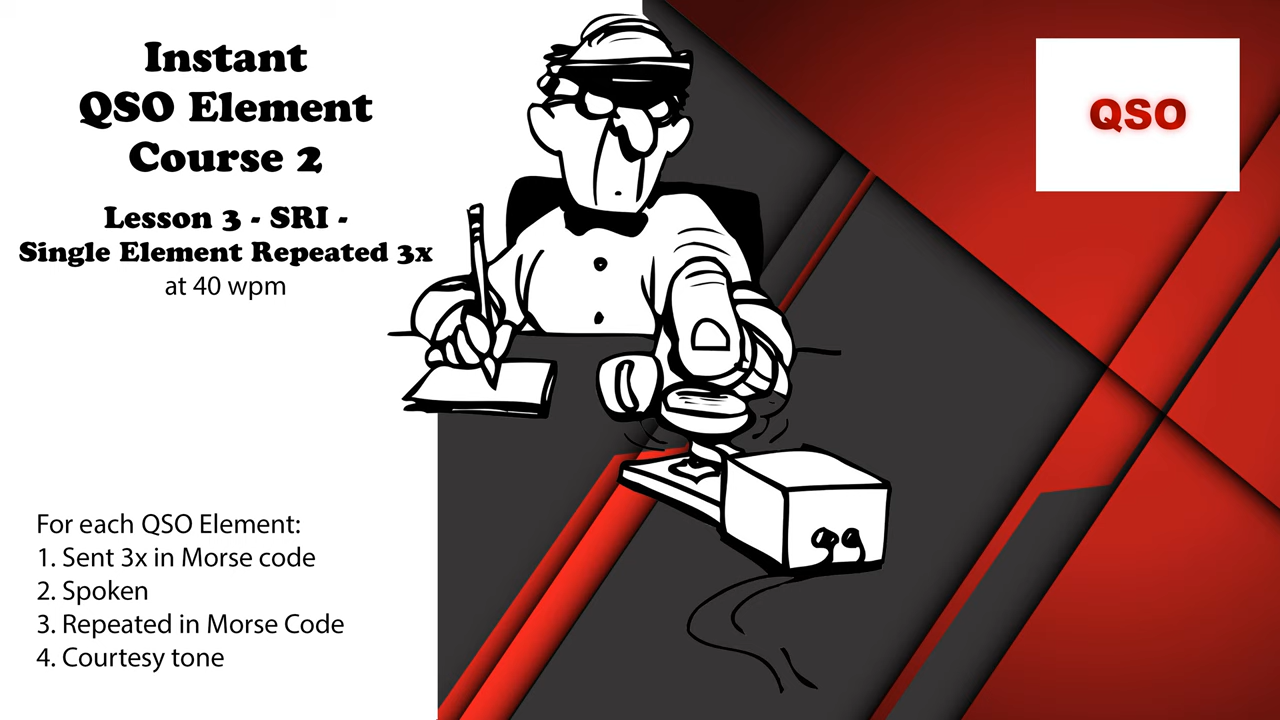 Instant
QSO Element
Course 2
Lesson 3 - SRI -
Single Element Repeated 3x
at 40 wpm
QSO
For each QSO Element:
1. Sent 3x in Morse code
2. Spoken
3. Repeated in Morse Code
4. Courtesy tone